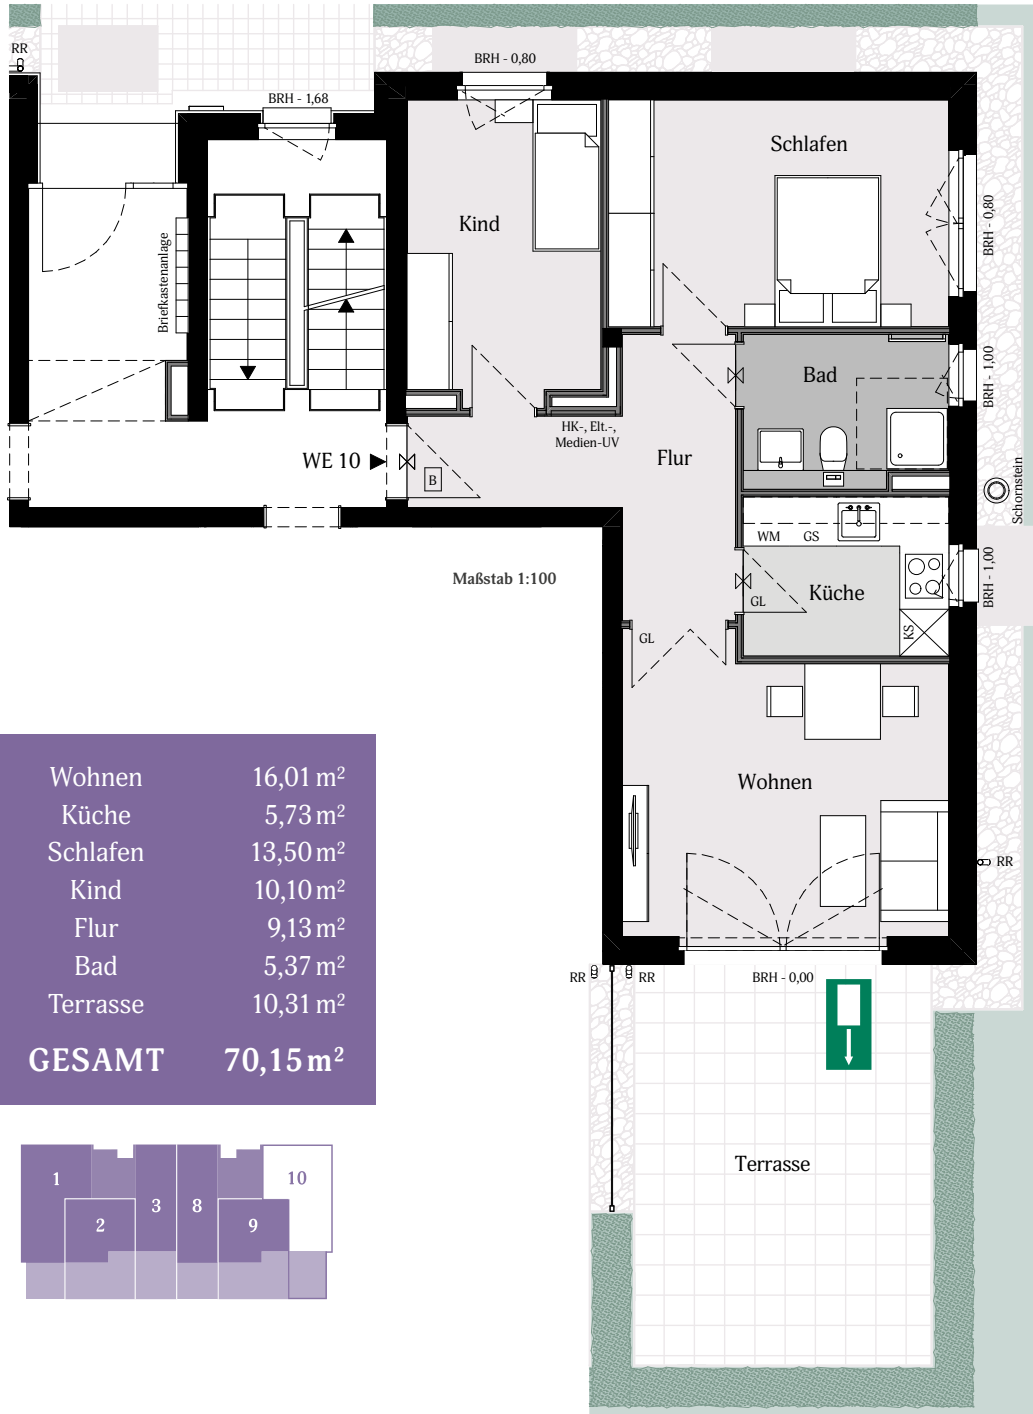 RR
BRH - 0,80
BRH - 1,68
Schlafen
Kind
BRH - 0,80
Briefkastenanlage
Bad
BRH - 1,00
HK-, Elt.-,
Medien-UV
WE 10
B
Flur
Schornstein
WM GS
Maßstab 1:100
Küche
BRH - 1,00
GL
KS
GL
Wohnen
Wohnen 16,01 m²
Küche 5,73 m²
Schlafen 13,50 m²
Kind 10,10 m²
Flur 9,13 m²
Bad 5,37 m²
Terrasse 10,31 m²
GESAMT 70,15 m²
RR
RR
RR
BRH - 0,00
Terrasse
1
2
3
8
9
10